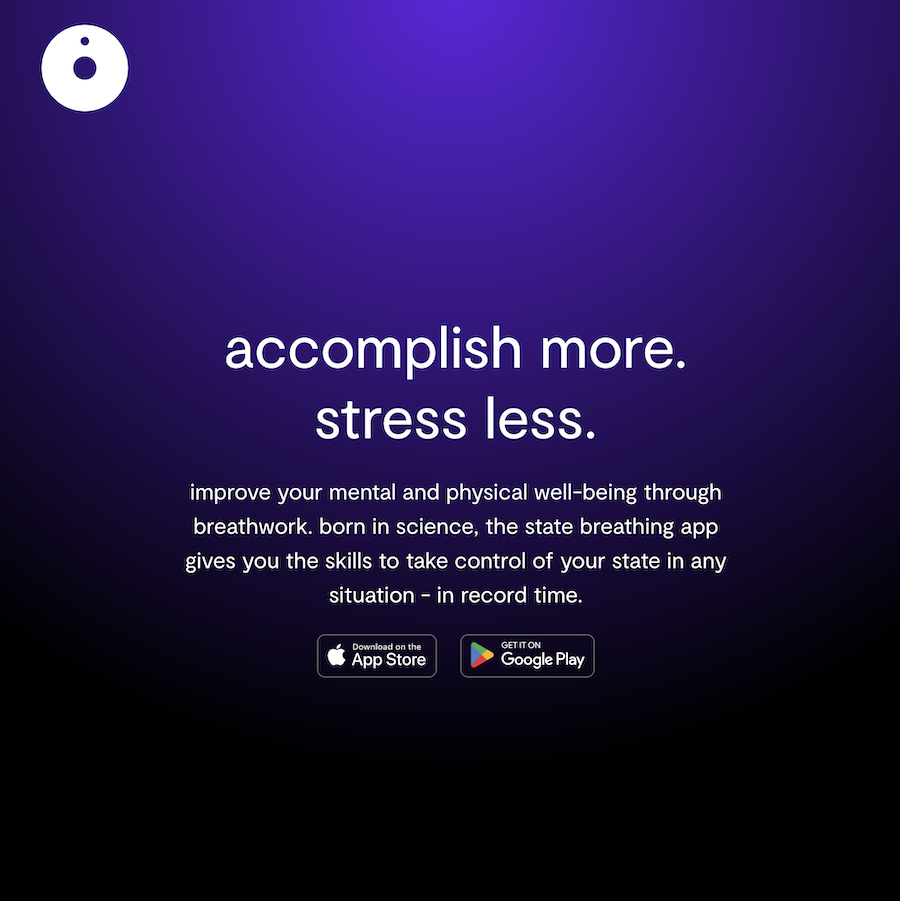 accomplish more.
stress less.
improve your mental and physical well-being through
breathwork. born in science, the state breathing app
gives you the skills to take control of your state in any
situation - in record time.
Download on the
App Store
GET IT ON
Google Play